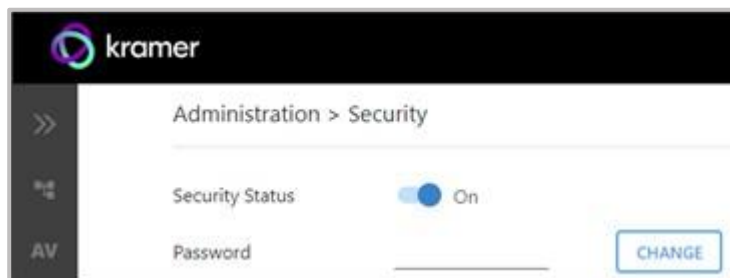 kramer
Administration > Security
Security Status On
Password CHANGE
AV